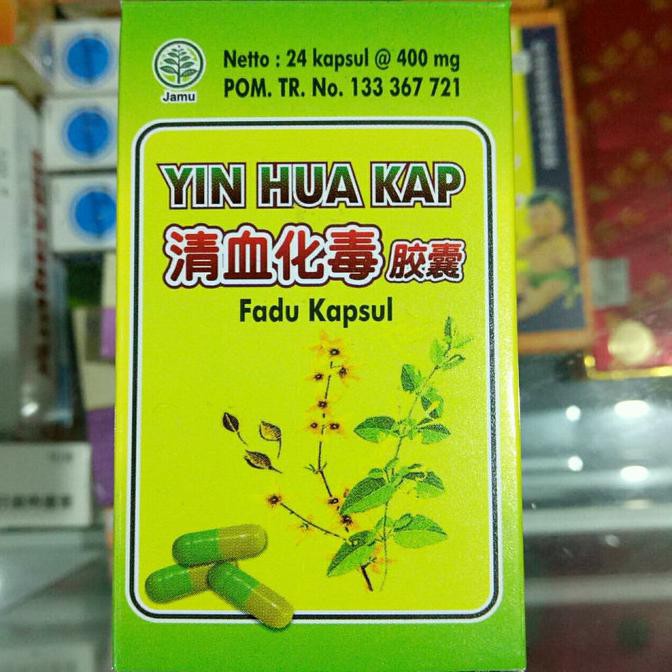 Jamu
Netto : 24 kapsul @ 400 mg
POM. TR. No. 133 367 721
YIN HUA KAP
清血化毒 胶囊
Fadu Kapsul